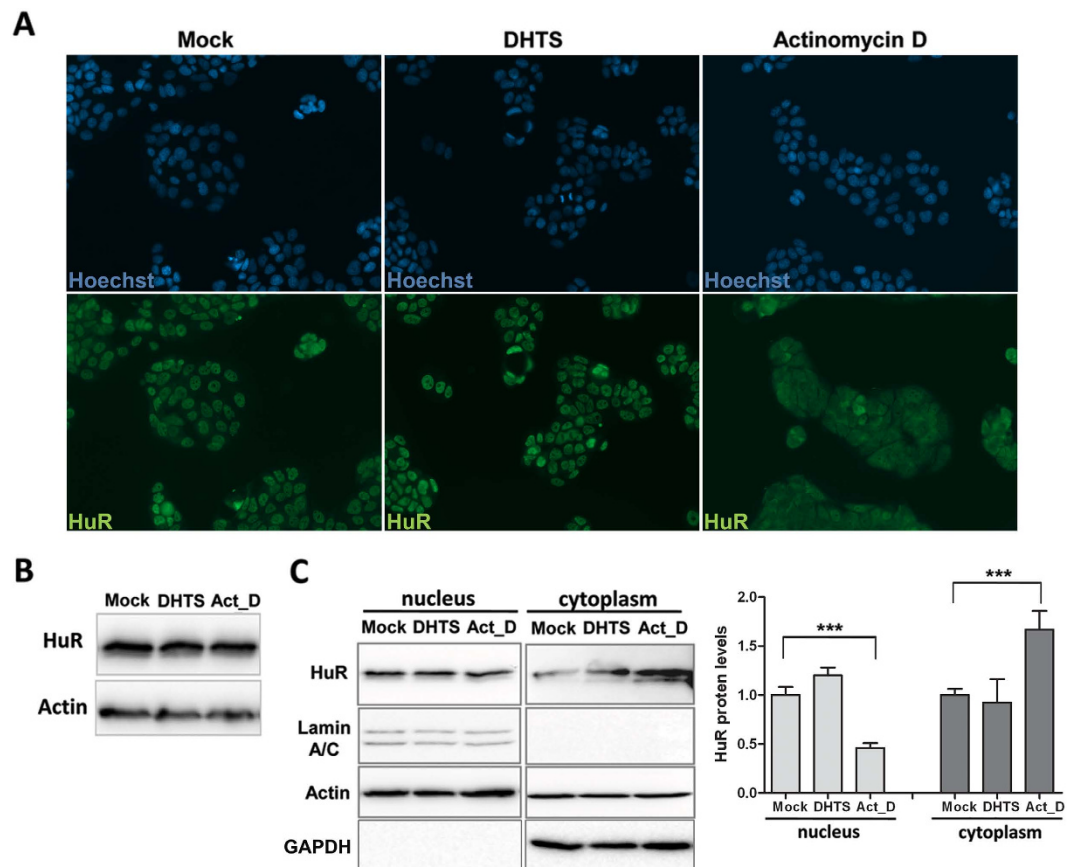 A
Mock DHTS Actinomycin D
Hoechst Hoechst Hoechst
HuR HuR HuR
B
Mock DHTS Act_D
HuR
Actin
C
nucleus cytoplasm
Mock DHTS Act_D Mock DHTS Act_D
HuR
Lamin
A/C
Actin
GAPDH
HuR proten levels
2.0
1.5
1.0
0.5
0.0
*** ***
Mock DHTS Act_D Mock DHTS Act_D
nucleus cytoplasm